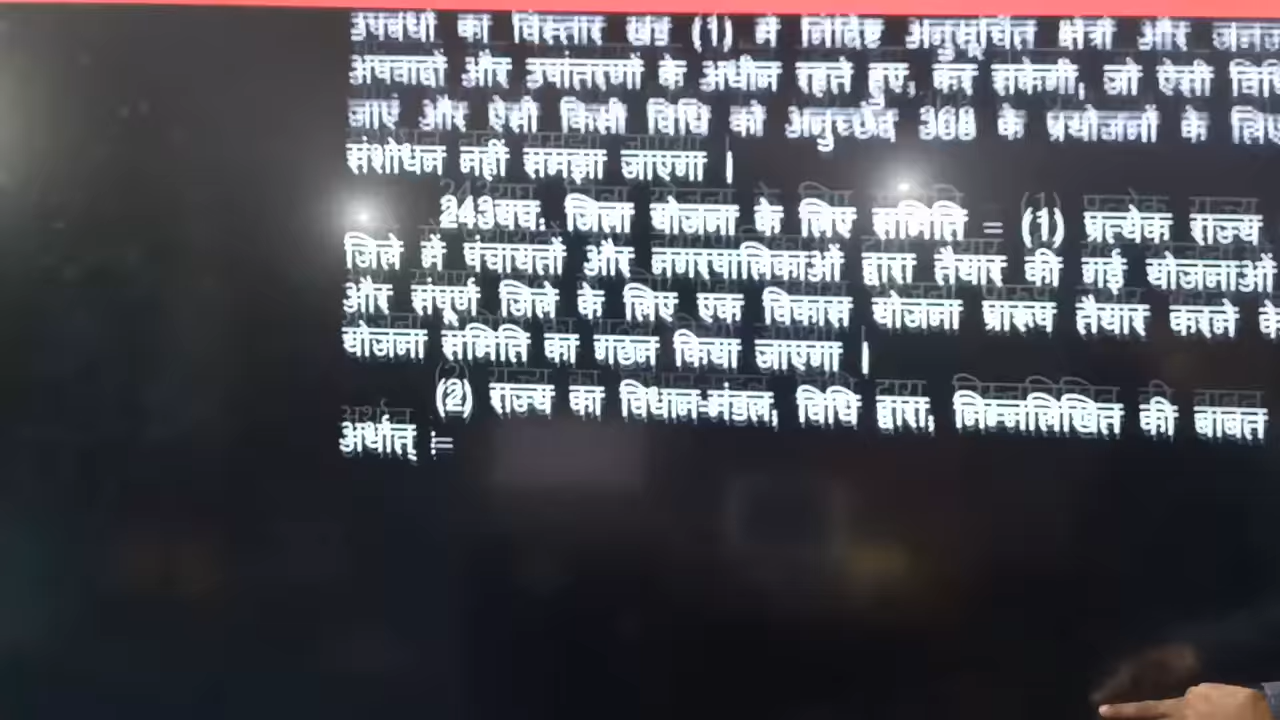 उपबंधों का विस्तार खंड (1) में निर्दिष्ट अनुसूचित क्षेत्रों और
अपवादों और उपांतरणों के अधीन रहते हुए, कर सकेगी, जो ऐसी
जाएं और ऐसी किसी विधि को अनुच्छेद 368 के प्रयोजनों के
संशोधन नहीं समझा जाएगा ।
243यघ. जिला योजना के लिए समिति – (1) प्रत्येक राज्य
जिले में पंचायतों और नगरपालिकाओं द्वारा तैयार की गई योजनाओं
और संपूर्ण जिले के लिए एक विकास योजना प्रारूप तैयार करने के
योजना समिति का गठन किया जाएगा ।
(2) राज्य का विधान-मंडल, विधि द्वारा, निम्नलिखित की बाबत
अर्थात् :–